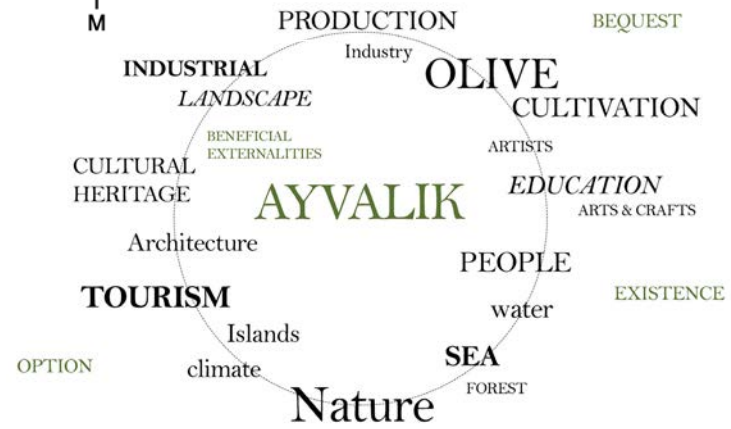 I
M
PRODUCTION
BEQUEST
Industry
INDUSTRIAL
OLIVE
LANDSCAPE
CULTIVATION
BENEFICIAL
EXTERNALITIES
ARTISTS
CULTURAL
HERITAGE
EDUCATION
AYVALIK
ARTS & CRAFTS
Architecture
PEOPLE
TOURISM
EXISTENCE
water
Islands
SEA
OPTION
climate
FOREST
Nature